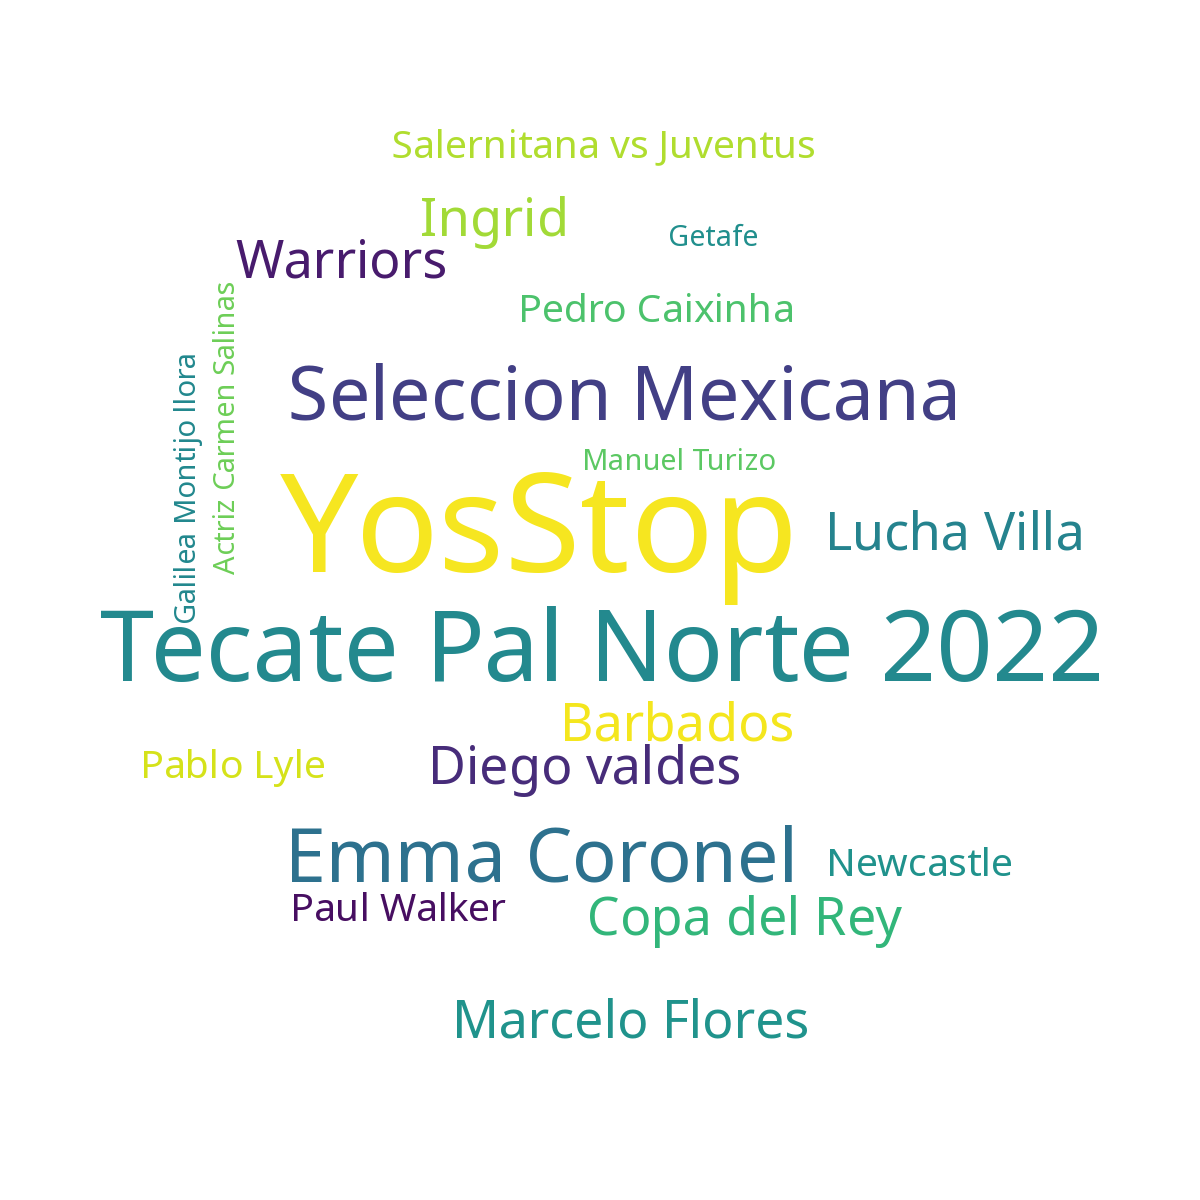 Salernitana vs Juventus
Ingrid
Getafe
Warriors
Pedro Caixinha
Actriz Carmen Salinas
Galilea Montijo llora
Seleccion Mexicana
Manuel Turizo
YosStop
Lucha Villa
Tecate Pal Norte 2022
Barbados
Pablo Lyle
Diego valdes
Emma Coronel
Newcastle
Paul Walker
Copa del Rey
Marcelo Flores